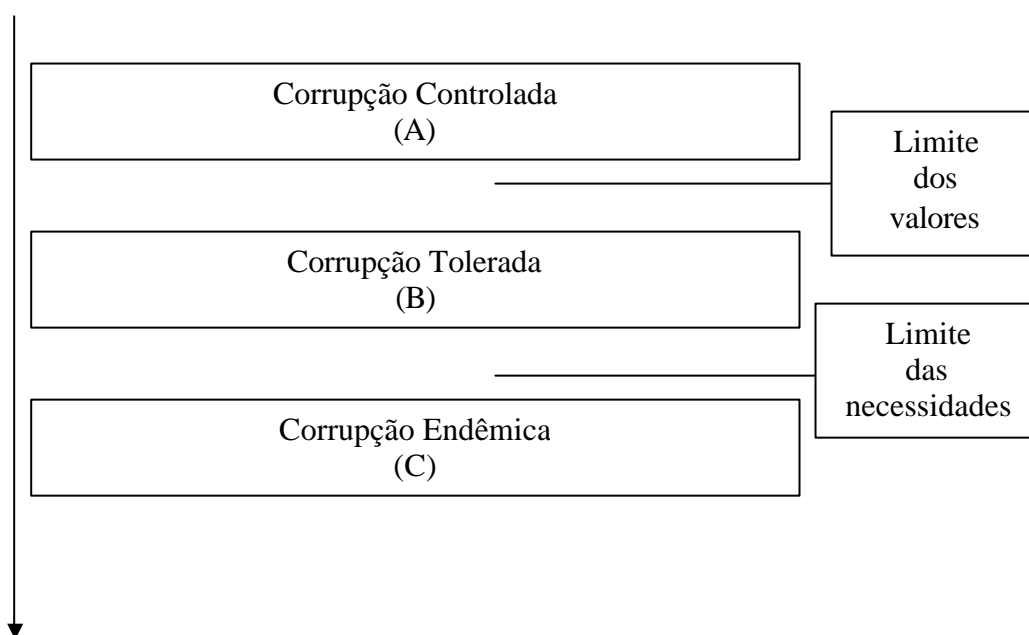 Corrupção Controlada
(A)
Limite
dos
valores
Corrupção Tolerada
(B)
Limite
das
necessidades
Corrupção Endêmica
(C)